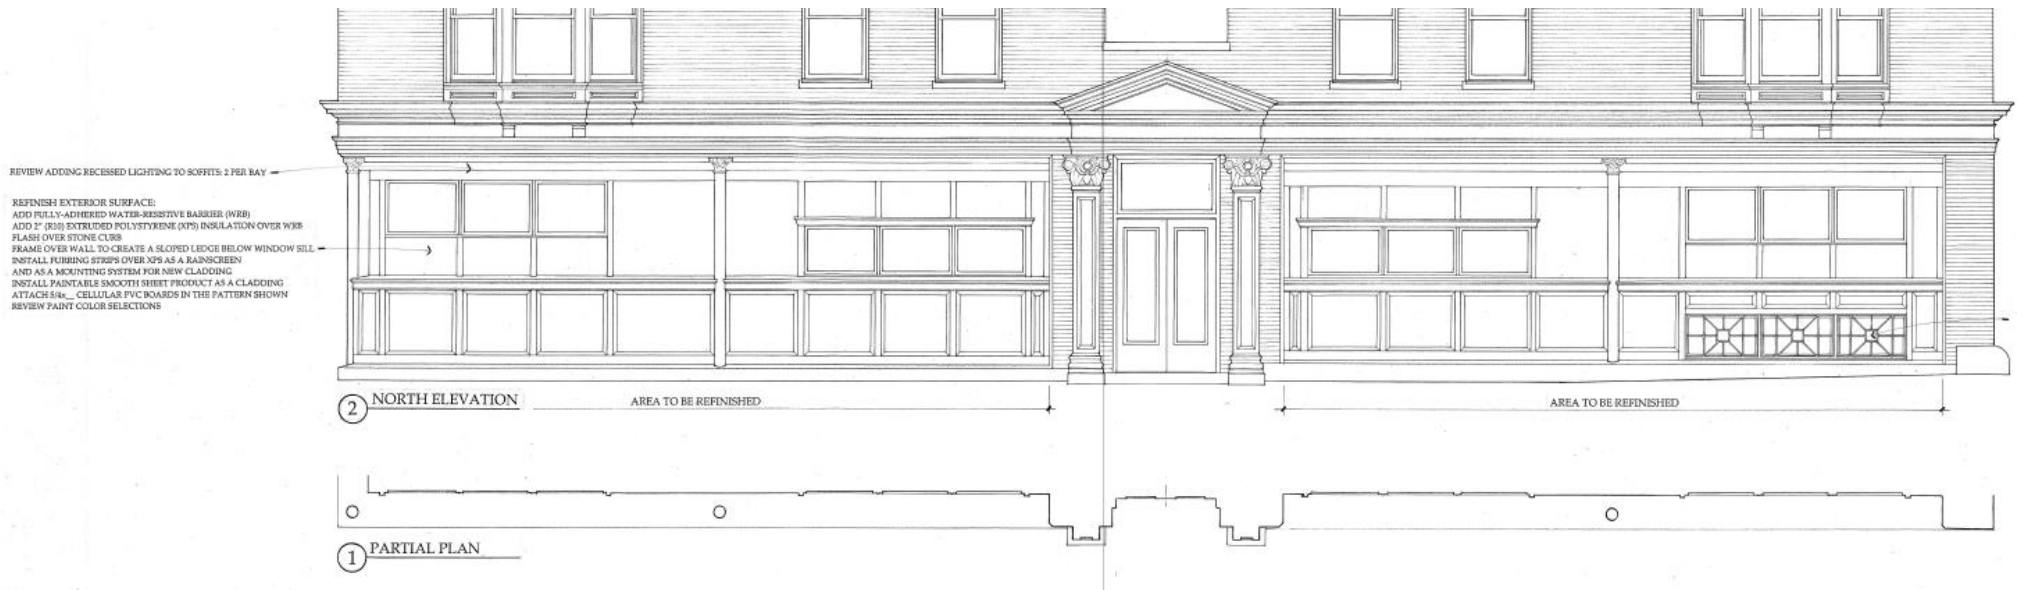 REVIEW ADDING RECESSED LIGHTING TO SOFFITS: 2 PER BAY
REFINISH EXTERIOR SURFACE:
ADD FULLY-ADHERED WATER-RESISTIVE BARRIER (WRB)
ADD 2" (R10) EXTRUDED POLYSTYRENE (XPS) INSULATION OVER WRB
FLASH OVER STONE CURB
FRAME OVER WALL TO CREATE A SLOPED LEDGE BELOW WINDOW SILL
INSTALL FURRING STRIPS OVER XPS AS A RAINSCREEN
AND AS A MOUNTING SYSTEM FOR NEW CLADDING
INSTALL PAINTABLE SMOOTH SHEET PRODUCT AS A CLADDING
ATTACH 5/4x__ CELLULAR PVC BOARDS IN THE PATTERN SHOWN
REVIEW PAINT COLOR SELECTIONS
2 NORTH ELEVATION
AREA TO BE REFINISHED
AREA TO BE REFINISHED
1 PARTIAL PLAN